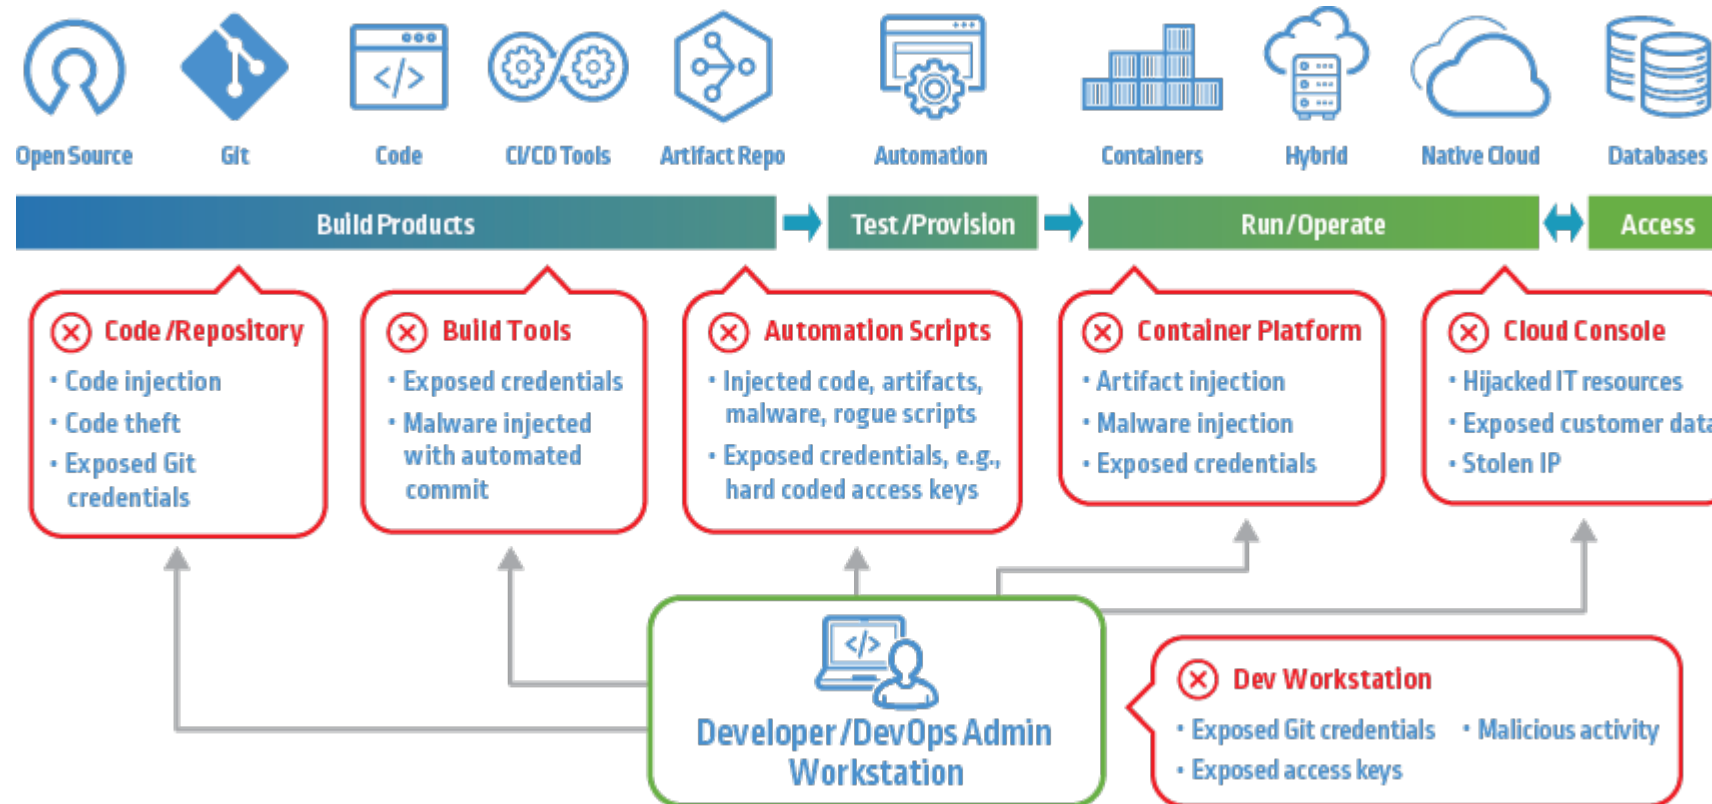 Open Source
Git
Code
CI/CD Tools
Artifact Repo
Automation
Containers
Hybrid
Native Cloud
Databases
Build Products
Test/Provision
Run/Operate
Access
Code/Repository
• Code injection
• Code theft
• Exposed Git
credentials
Build Tools
• Exposed credentials
• Malware injected
with automated
commit
Automation Scripts
• Injected code, artifacts,
malware, rogue scripts
• Exposed credentials, e.g.,
hard coded access keys
Container Platform
• Artifact injection
• Malware injection
• Exposed credentials
Cloud Console
• Hijacked IT resources
• Exposed customer data
• Stolen IP
</>
Developer/DevOps Admin
Workstation
Dev Workstation
• Exposed Git credentials
• Malicious activity
• Exposed access keys